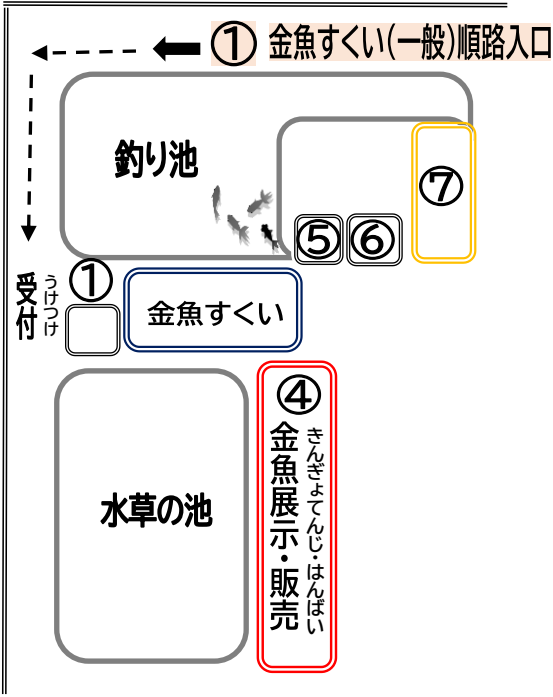 ① 金魚すくい(一般)順路入口
釣り池
⑦
⑤ ⑥
①
受付
うけつけ
金魚すくい
④
金魚展示・販売
きんぎょてんじ・はんばい
水草の池